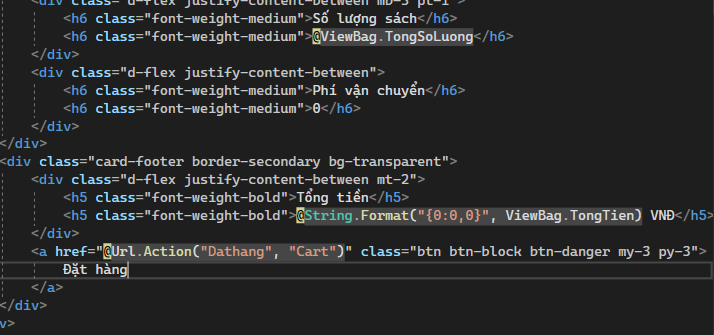 <div class="d-flex justify-content-between mb-3 pt-1">
<h6 class="font-weight-medium">Số lượng sách</h6>
<h6 class="font-weight-medium">@ViewBag.TongSoLuong</h6>
</div>
<div class="d-flex justify-content-between">
<h6 class="font-weight-medium">Phí vận chuyển</h6>
<h6 class="font-weight-medium">0</h6>
</div>
</div>
<div class="card-footer border-secondary bg-transparent">
<div class="d-flex justify-content-between mt-2">
<h5 class="font-weight-bold">Tổng tiền</h5>
<h5 class="font-weight-bold">@String.Format("{0:0,0}", ViewBag.TongTien) VNĐ</h5>
</div>
<a href="@Url.Action("Dathang", "Cart")" class="btn btn-block btn-danger my-3 py-3">
Đặt hàng
</a>
</div>
v>